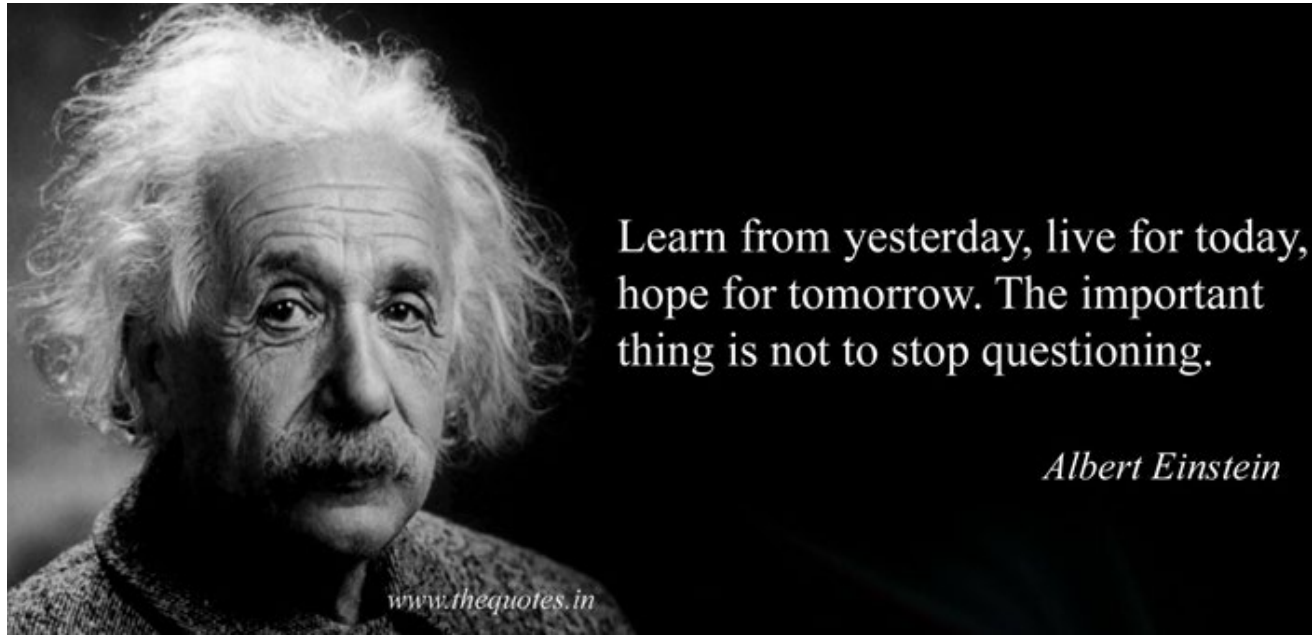 Learn from yesterday, live for today,
hope for tomorrow. The important
thing is not to stop questioning.
Albert Einstein
www.thequotes.in